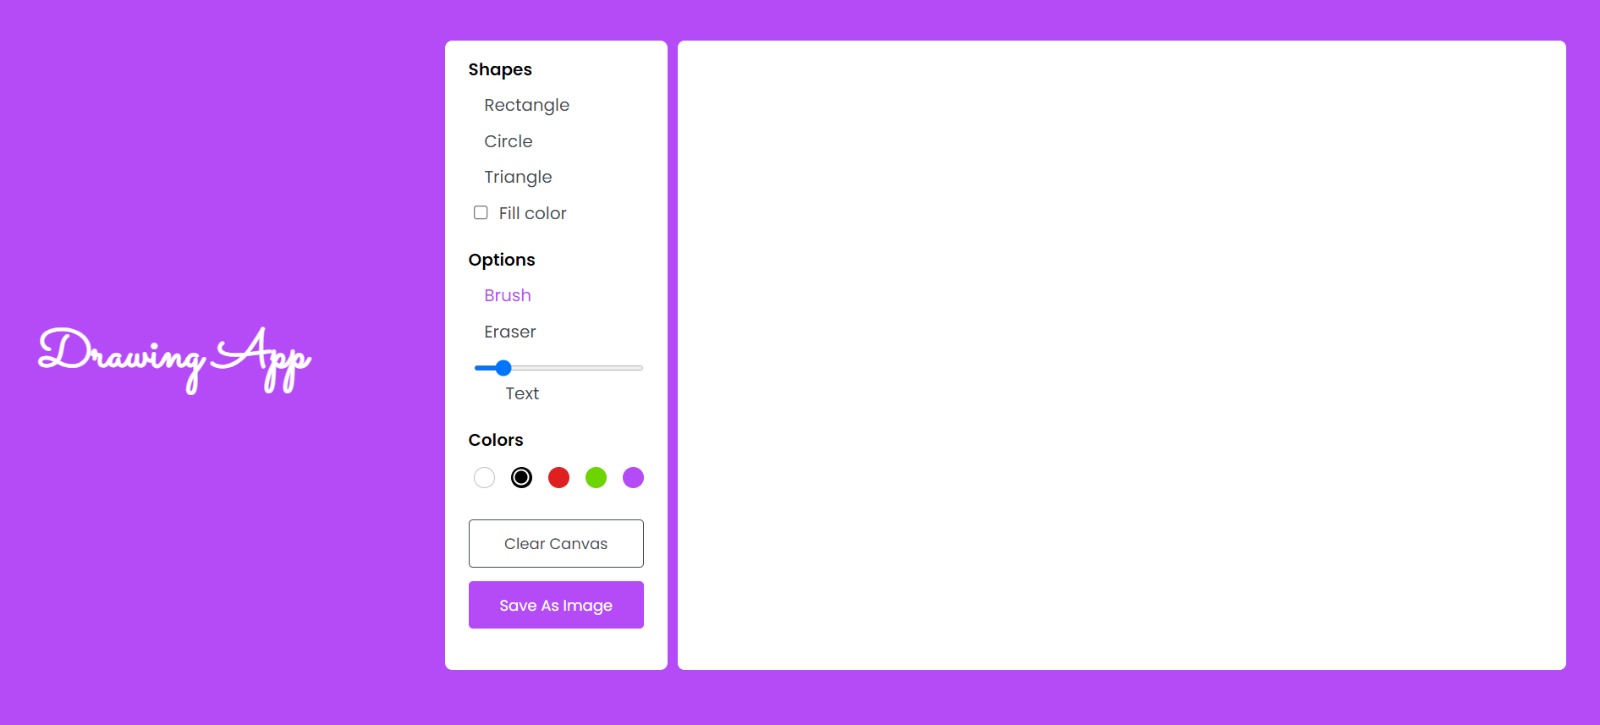 Drawing App
Shapes
Rectangle
Circle
Triangle
Fill color
Options
Brush
Eraser
Text
Colors
Clear Canvas
Save As Image